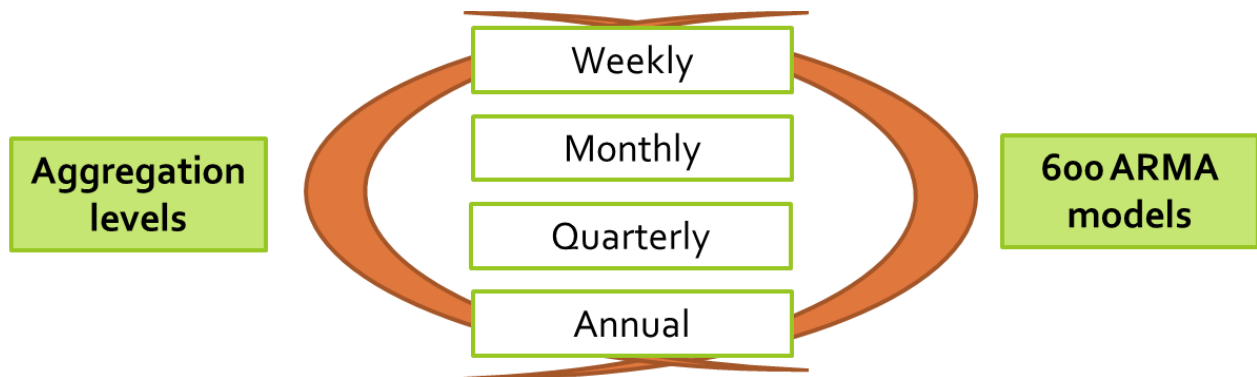 Weekly
Monthly
Quarterly
Annual
Aggregation
levels
600 ARMA
models